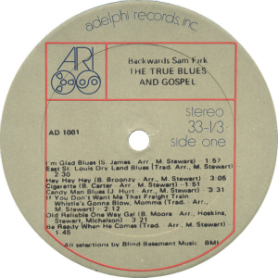 adelphi records, inc
ARI
Backwards Sam Firk
THE TRUE BLUES
AND GOSPEL
stereo
33-1/3
side one
AD 1001
I'm Glad Blues (S. James Arr., M. Stewart) - 1:57
East St. Louis Dry Land Blues (Trad. Arr., M. Stewart)
2:30
Hey Hey Hey (B. Broonzy - Arr., M. Stewart) # 3:05
Cigarette (B. Carter - Arr., M. Stewart) - 1:50
Candy Man Blues (J. Hurt - Arr., M. Stewart) - 3:31
If You Don't Want Me That Freight Train
Whistle's Gonna Blow, Momma (Trad. - Arr.,
M. Stewart) - 2:12
Old Reliable One Way Gal (B. Moore Arr., Hoskins,
Stewart, Michelson) - 3:21
Be Ready When He Comes (Trad. - Arr., M. Stewart)
1:45
All selections by Blind Basement Music BMI